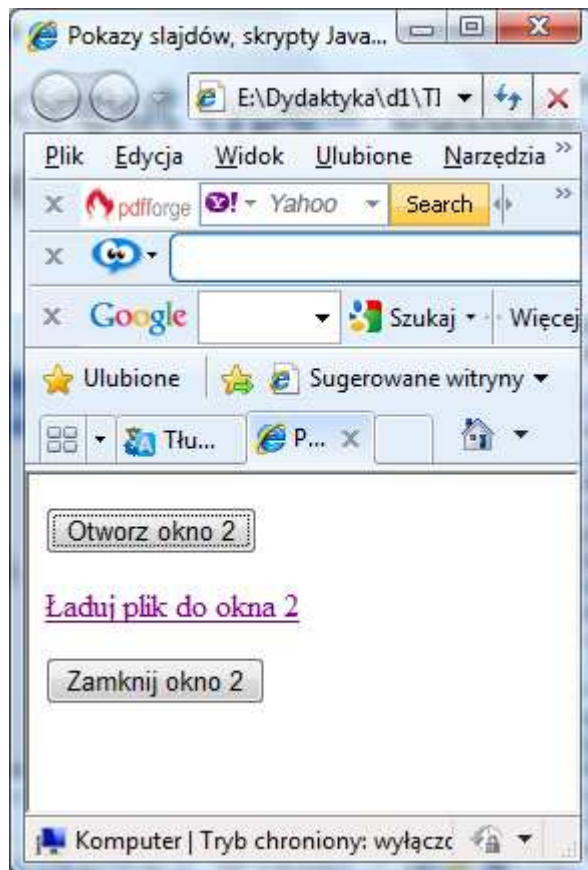 Pokazy slajdów, skrypty Java...
E:\Dydaktyka\d1\Tl
Plik Edycja Widok Ulubione Narzędzia »
x pdfforge Y! Yahoo Search »
x
x Google Szukaj Więcej
Ulubione Sugerowane witryny
Tłu... P... x
Otworz okno 2
Ładuj plik do okna 2
Zamknij okno 2
Komputer | Tryb chroniony: wyłącz